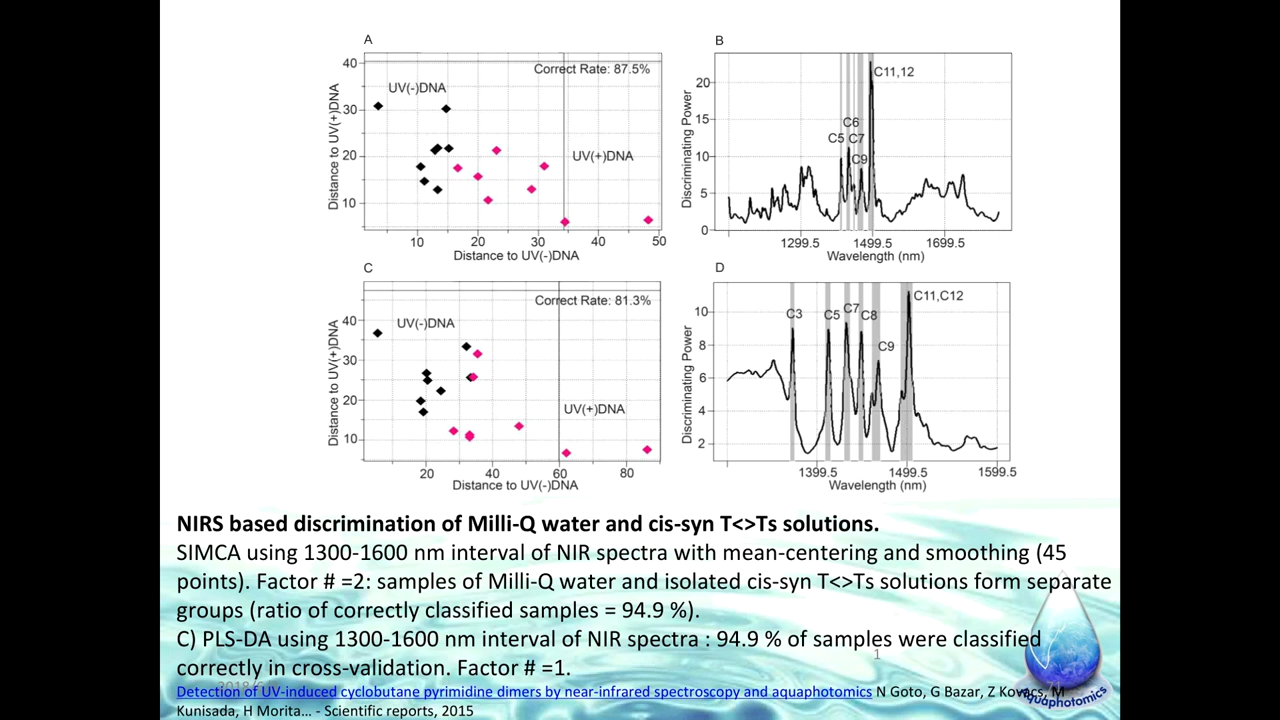 A
40
30
20
10
Distance to UV(+)DNA
UV(-)DNA
Correct Rate: 87.5%
UV(+)DNA
10 20 30 40 50
Distance to UV(-)DNA
B
20
15
10
5
0
Discriminating Power
C11,12
C6
C5 C7
C9
1299.5 1499.5 1699.5
Wavelength (nm)
C
40
30
20
10
Distance to UV(+)DNA
UV(-)DNA
Correct Rate: 81.3%
UV(+)DNA
20 40 60 80
Distance to UV(-)DNA
D
10
8
6
4
2
Discriminating Power
C11,C12
C3 C5 C7 C8
C9
1399.5 1499.5 1599.5
Wavelength (nm)
NIRS based discrimination of Milli-Q water and cis-syn T<>Ts solutions.
SIMCA using 1300-1600 nm interval of NIR spectra with mean-centering and smoothing (45
points). Factor # =2: samples of Milli-Q water and isolated cis-syn T<>Ts solutions form separate
groups (ratio of correctly classified samples = 94.9 %).
C) PLS-DA using 1300-1600 nm interval of NIR spectra : 94.9 % of samples were classified
1
correctly in cross-validation. Factor # =1.
Detection of UV-induced cyclobutane pyrimidine dimers by near-infrared spectroscopy and aquaphotomics N Goto, G Bazar, Z Kovacs, M
Kunisada, H Morita… - Scientific reports, 2015
Aquaphotomics